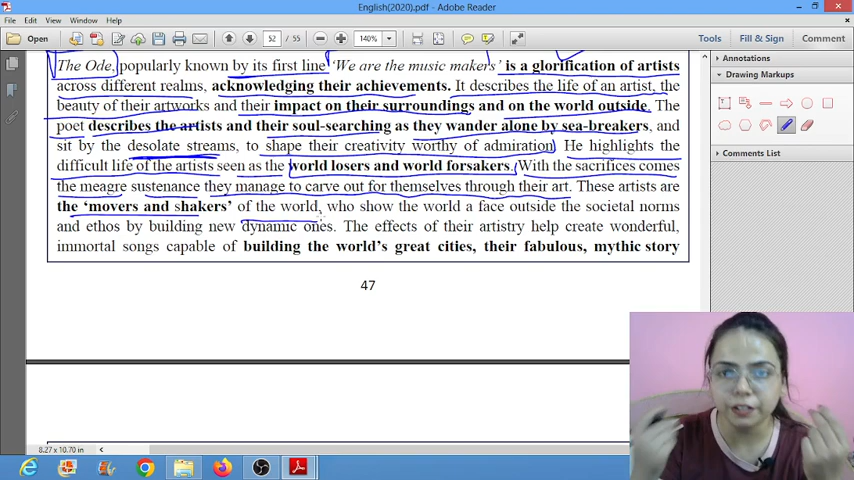 English(2020).pdf - Adobe Reader
File Edit View Window Help
Open 52 / 55 140% Tools Fill & Sign Comment
The Ode, popularly known by its first line 'We are the music makers' is a glorification of artists
across different realms, acknowledging their achievements. It describes the life of an artist, the
beauty of their artworks and their impact on their surroundings and on the world outside. The
poet describes the artists and their soul-searching as they wander alone by sea-breakers, and
sit by the desolate streams, to shape their creativity worthy of admiration. He highlights the
difficult life of the artists seen as the world losers and world forsakers. With the sacrifices comes
the meagre sustenance they manage to carve out for themselves through their art. These artists are
the 'movers and shakers' of the world, who show the world a face outside the societal norms
and ethos by building new dynamic ones. The effects of their artistry help create wonderful,
immortal songs capable of building the world's great cities, their fabulous, mythic story
47
Annotations
Drawing Markups
Comments List
8.27 x 10.70 in